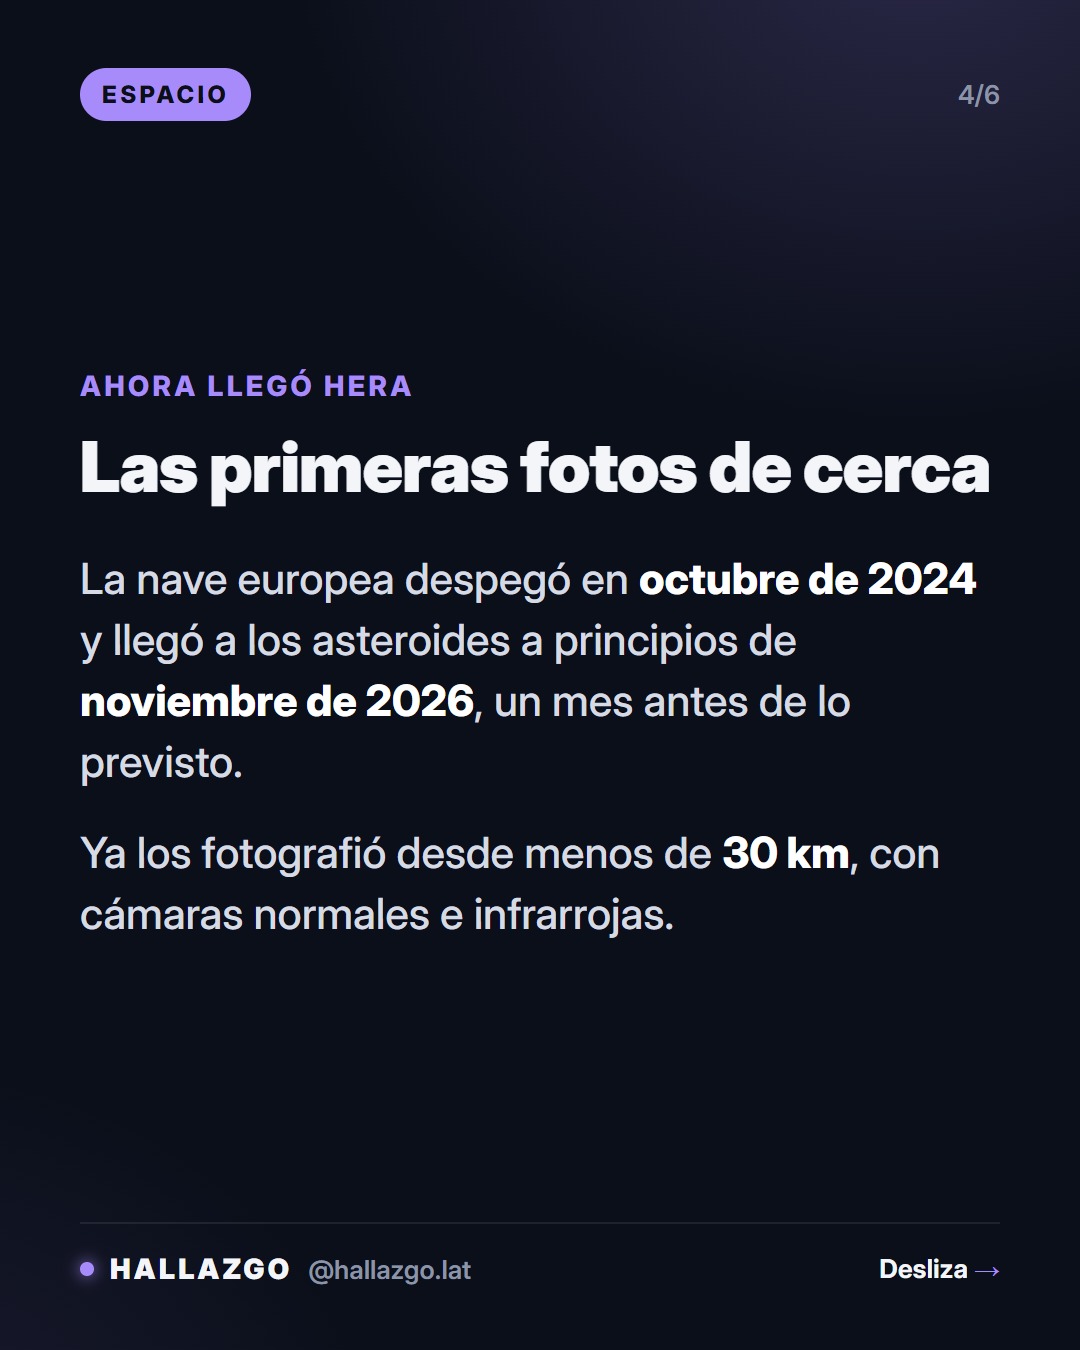 ESPACIO
4/6
AHORA LLEGÓ HERA
Las primeras fotos de cerca
La nave europea despegó en octubre de 2024
y llegó a los asteroides a principios de
noviembre de 2026, un mes antes de lo
previsto.
Ya los fotografió desde menos de 30 km, con
cámaras normales e infrarrojas.
HALLAZGO @hallazgo.lat
Desliza →